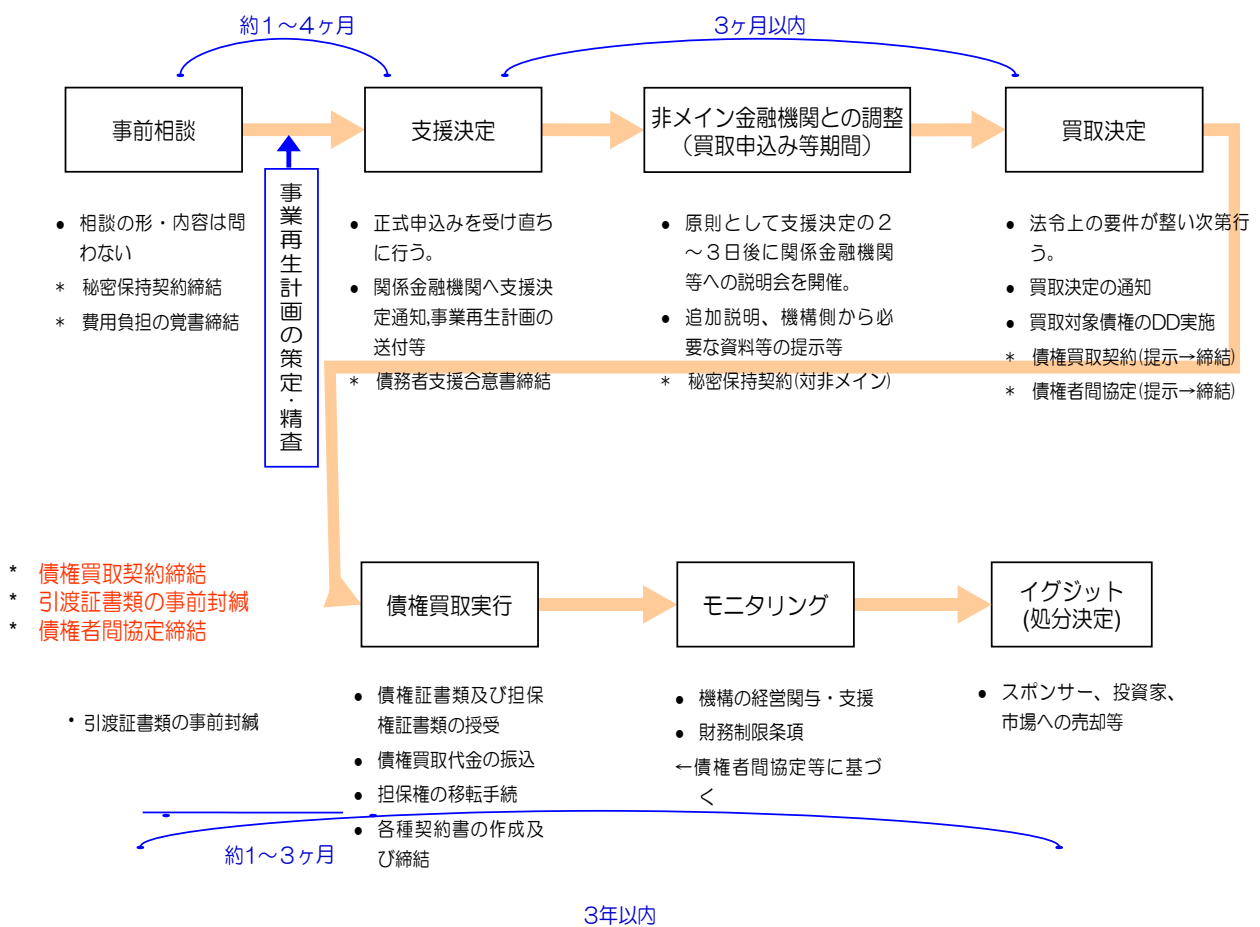 約１～４ヶ月
3ヶ月以内
事前相談
支援決定
非メイン金融機関との調整
（買取申込み等期間）
買取決定
事業再生計画の策定・精査
● 相談の形・内容は問
わない
* 秘密保持契約締結
* 費用負担の覚書締結
● 正式申込みを受け直ち
に行う。
● 関係金融機関へ支援決
定通知,事業再生計画の
送付等
* 債務者支援合意書締結
● 原則として支援決定の２
～３日後に関係金融機関
等への説明会を開催。
● 追加説明、機構側から必
要な資料等の提示等
* 秘密保持契約(対非メイン)
● 法令上の要件が整い次第行
う。
● 買取決定の通知
● 買取対象債権のDD実施
* 債権買取契約(提示→締結)
* 債権者間協定(提示→締結)
* 債権買取契約締結
* 引渡証書類の事前封緘
* 債権者間協定締結
・引渡証書類の事前封緘
債権買取実行
モニタリング
イグジット
(処分決定)
● 債権証書類及び担保
権証書類の授受
● 債権買取代金の振込
● 担保権の移転手続
● 各種契約書の作成及
び締結
● 機構の経営関与・支援
● 財務制限条項
←債権者間協定等に基づ
く
● スポンサー、投資家、
市場への売却等
約1～３ヶ月
3年以内